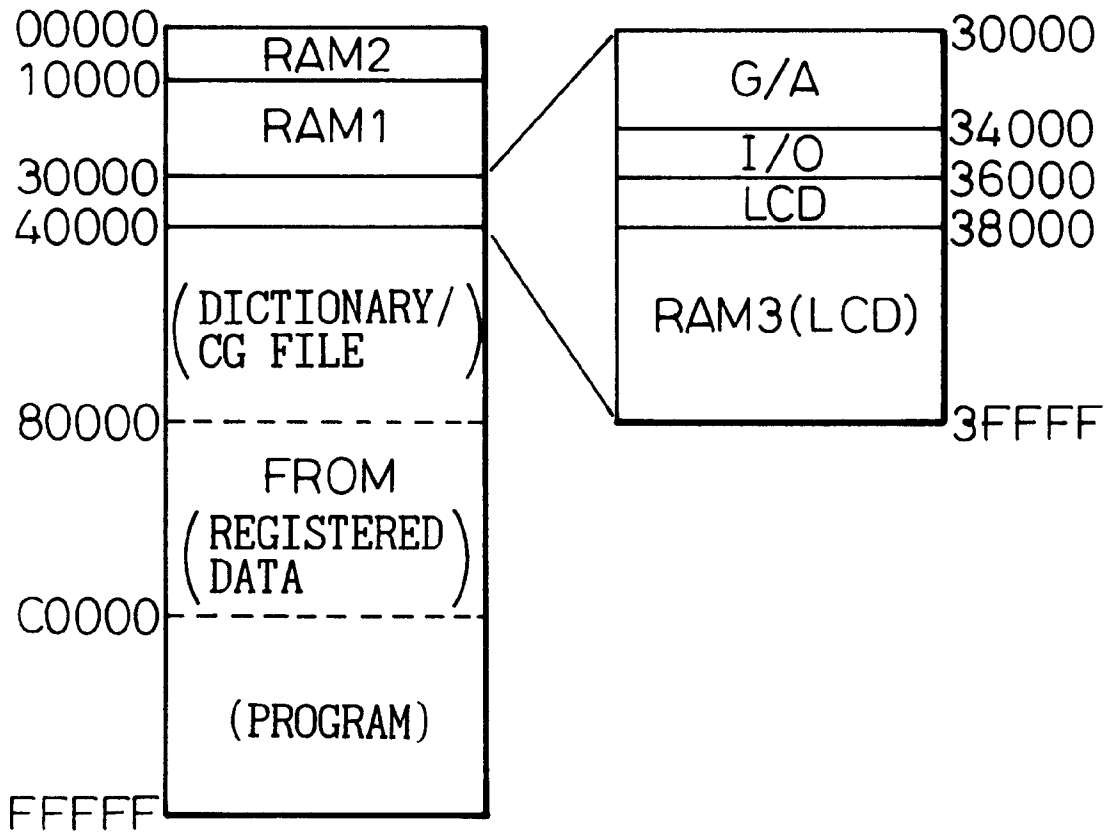 00000
RAM2
10000
RAM1
30000
40000
(DICTIONARY/
CG FILE)
80000
FROM
(REGISTERED
DATA)
C0000
(PROGRAM)
FFFFF
30000
G/A
34000
I/O
36000
LCD
38000
RAM3(LCD)
3FFFF